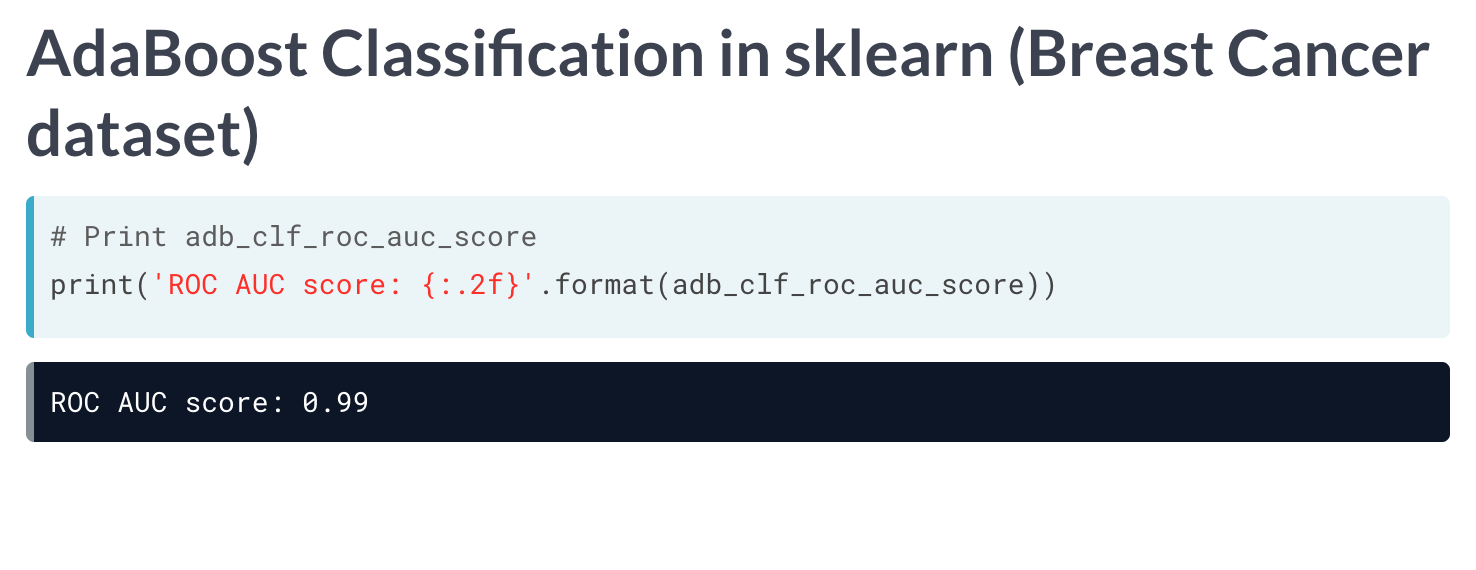 AdaBoost Classification in sklearn (Breast Cancer
dataset)
# Print adb_clf_roc_auc_score
print('ROC AUC score: {:.2f}'.format(adb_clf_roc_auc_score))
ROC AUC score: 0.99